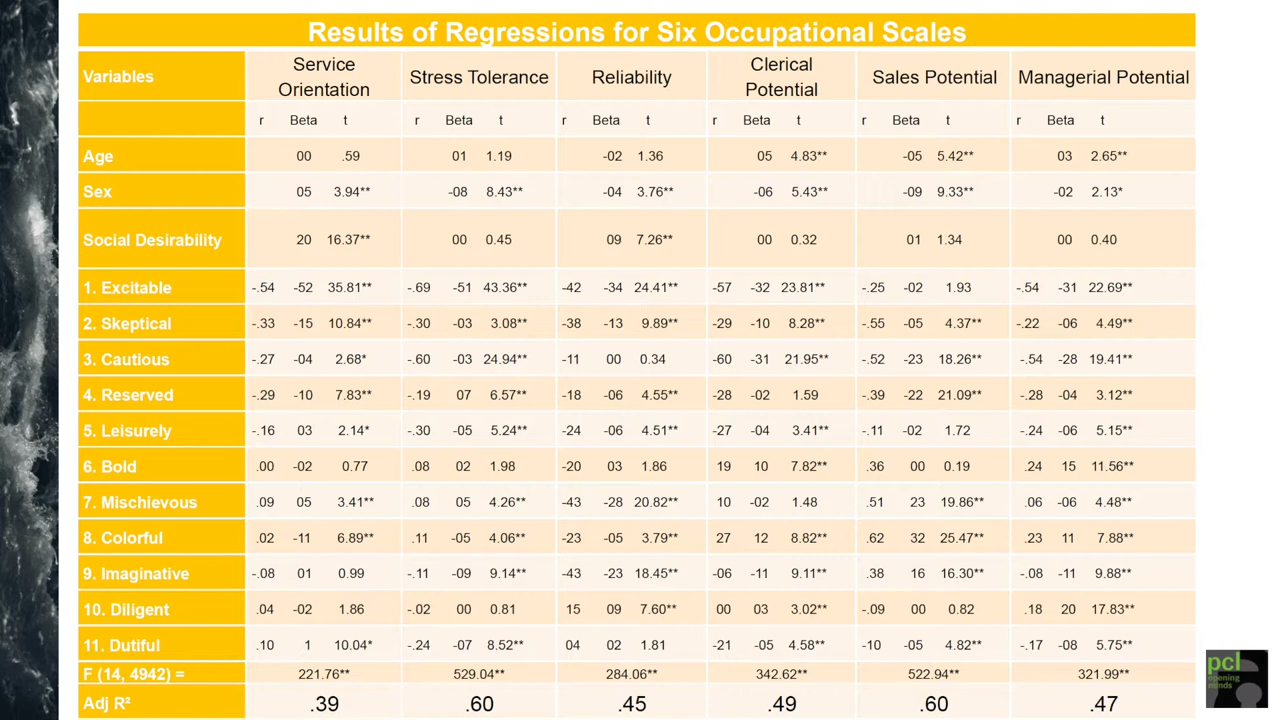 Results of Regressions for Six Occupational Scales
Variables Service Orientation Stress Tolerance Reliability Clerical Potential Sales Potential Managerial Potential
r Beta t r Beta t r Beta t r Beta t r Beta t r Beta t
Age 00 .59 01 1.19 -02 1.36 05 4.83** -05 5.42** 03 2.65**
Sex 05 3.94** -08 8.43** -04 3.76** -06 5.43** -09 9.33** -02 2.13*
Social Desirability 20 16.37** 00 0.45 09 7.26** 00 0.32 01 1.34 00 0.40
1. Excitable -.54 -52 35.81** -.69 -51 43.36** -42 -34 24.41** -57 -32 23.81** -.25 -02 1.93 -.54 -31 22.69**
2. Skeptical -.33 -15 10.84** -.30 -03 3.08** -38 -13 9.89** -29 -10 8.28** -.55 -05 4.37** -.22 -06 4.49**
3. Cautious -.27 -04 2.68* -.60 -03 24.94** -11 00 0.34 -60 -31 21.95** -.52 -23 18.26** -.54 -28 19.41**
4. Reserved -.29 -10 7.83** -.19 07 6.57** -18 -06 4.55** -28 -02 1.59 -.39 -22 21.09** -.28 -04 3.12**
5. Leisurely -.16 03 2.14* -.30 -05 5.24** -24 -06 4.51** -27 -04 3.41** -.11 -02 1.72 -.24 -06 5.15**
6. Bold .00 -02 0.77 .08 02 1.98 -20 03 1.86 19 10 7.82** .36 00 0.19 .24 15 11.56**
7. Mischievous .09 05 3.41** .08 05 4.26** -43 -28 20.82** 10 -02 1.48 .51 23 19.86** .06 -06 4.48**
8. Colorful .02 -11 6.89** .11 -05 4.06** -23 -05 3.79** 27 12 8.82** .62 32 25.47** .23 11 7.88**
9. Imaginative -.08 01 0.99 -.11 -09 9.14** -43 -23 18.45** -06 -11 9.11** .38 16 16.30** -.08 -11 9.88**
10. Diligent .04 -02 1.86 -.02 00 0.81 15 09 7.60** 00 03 3.02** -.09 00 0.82 .18 20 17.83**
11. Dutiful .10 1 10.04* -.24 -07 8.52** 04 02 1.81 -21 -05 4.58** -10 -05 4.82** -.17 -08 5.75**
F (14, 4942) = 221.76** 529.04** 284.06** 342.62** 522.94** 321.99**
Adj R² .39 .60 .45 .49 .60 .47
pcl
opening
minds